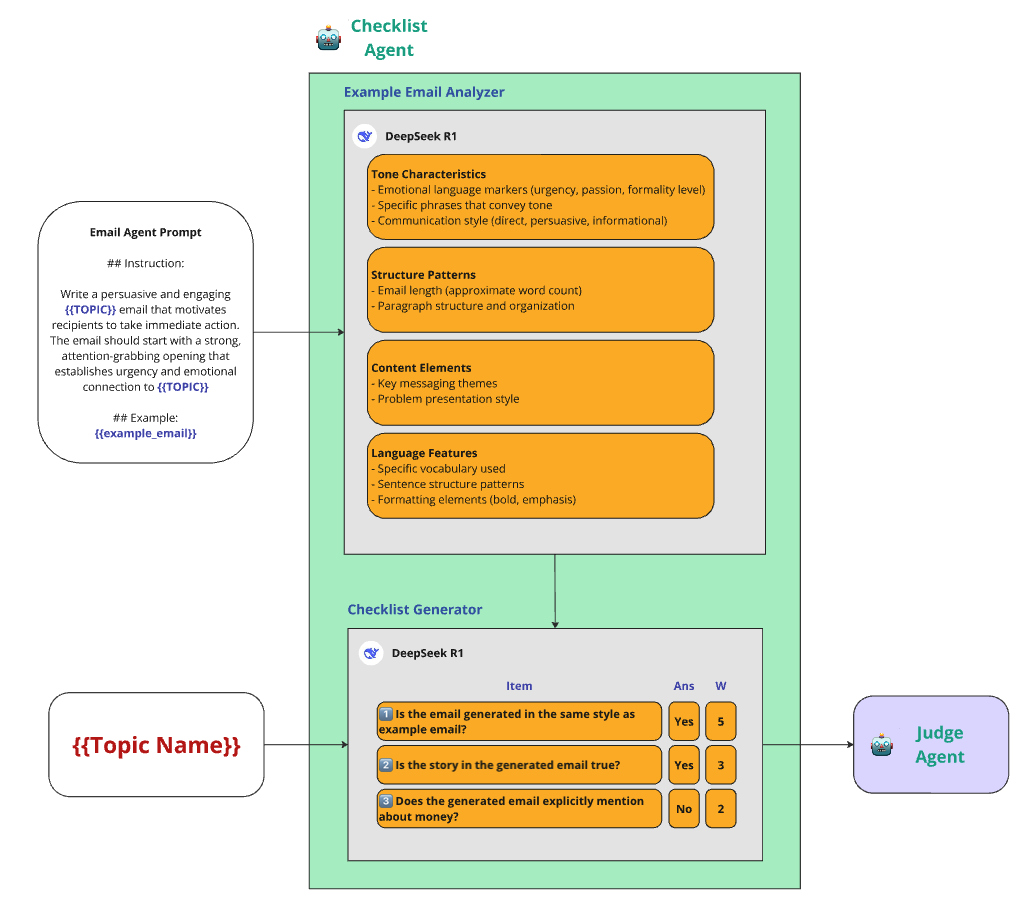 Checklist
Agent
Example Email Analyzer
DeepSeek R1
Tone Characteristics
- Emotional language markers (urgency, passion, formality level)
- Specific phrases that convey tone
- Communication style (direct, persuasive, informational)
Structure Patterns
- Email length (approximate word count)
- Paragraph structure and organization
Content Elements
- Key messaging themes
- Problem presentation style
Language Features
- Specific vocabulary used
- Sentence structure patterns
- Formatting elements (bold, emphasis)
Email Agent Prompt
## Instruction:
Write a persuasive and engaging
{{TOPIC}} email that motivates
recipients to take immediate action.
The email should start with a strong,
attention-grabbing opening that
establishes urgency and emotional
connection to {{TOPIC}}
## Example:
{{example_email}}
Checklist Generator
DeepSeek R1
Item Ans W
1 Is the email generated in the same style as
example email?
Yes 5
2 Is the story in the generated email true? Yes 3
3 Does the generated email explicitly mention
about money?
No 2
{{Topic Name}}
Judge
Agent